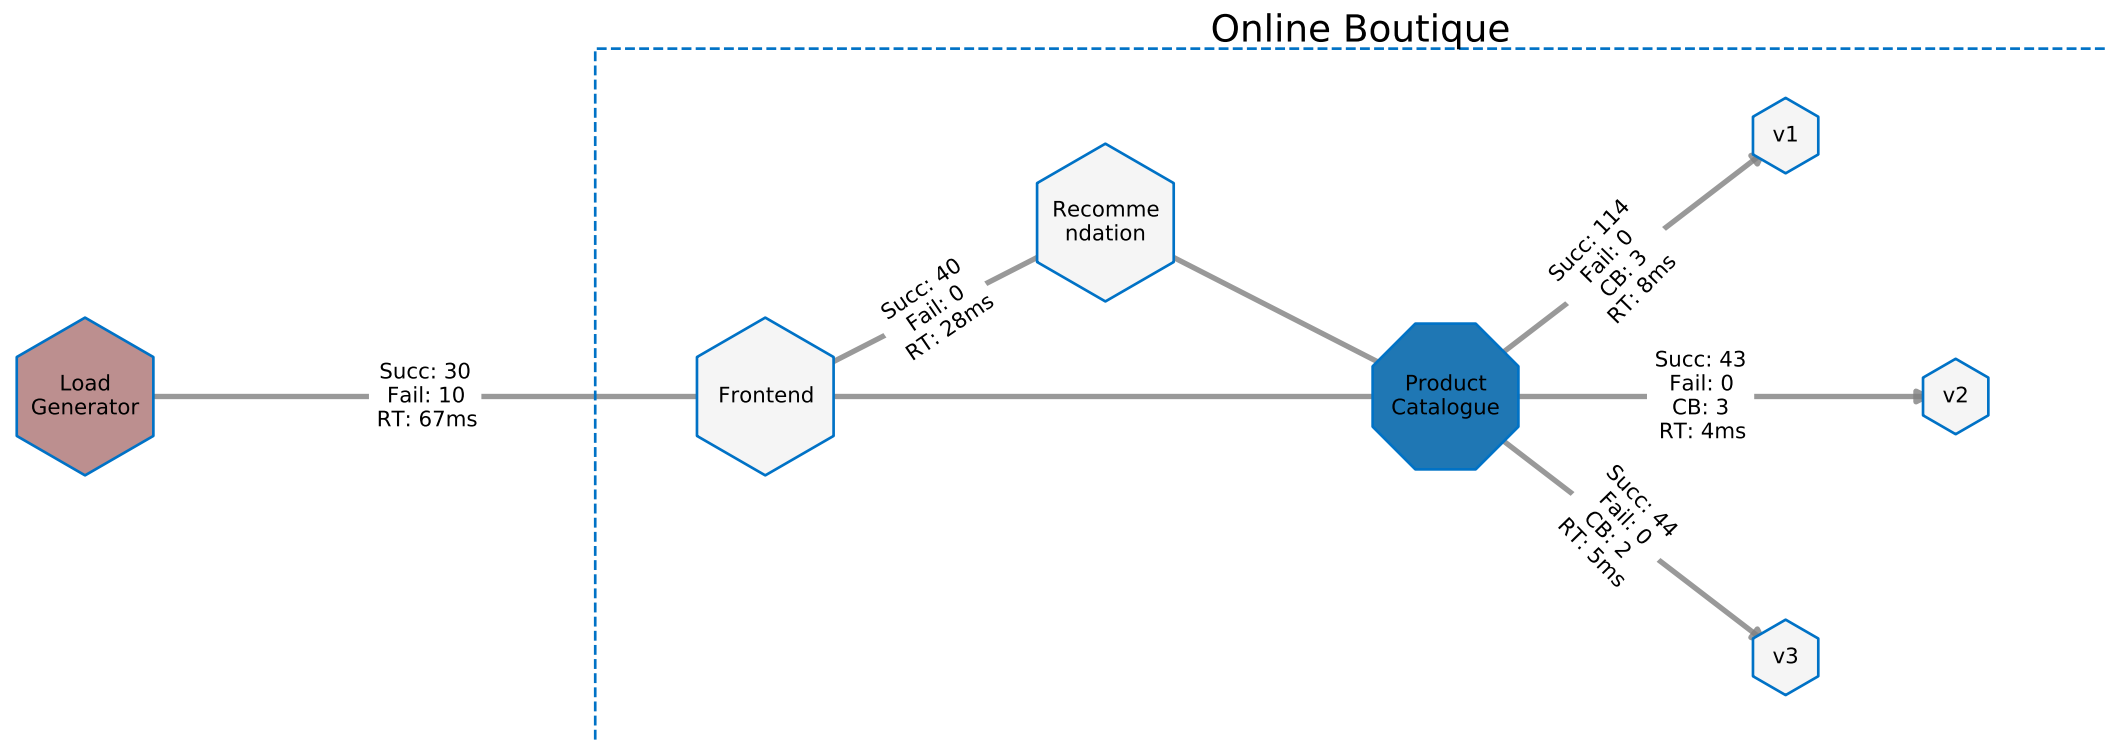 Online Boutique
Load
Generator
Succ: 30
Fail: 10
RT: 67ms
Frontend
Succ: 40
Fail: 0
RT: 28ms
Recomme
ndation
Product
Catalogue
Succ: 114
Fail: 0
CB: 3
RT: 8ms
v1
Succ: 43
Fail: 0
CB: 3
RT: 4ms
v2
Succ: 44
Fail: 0
CB: 2
RT: 5ms
v3